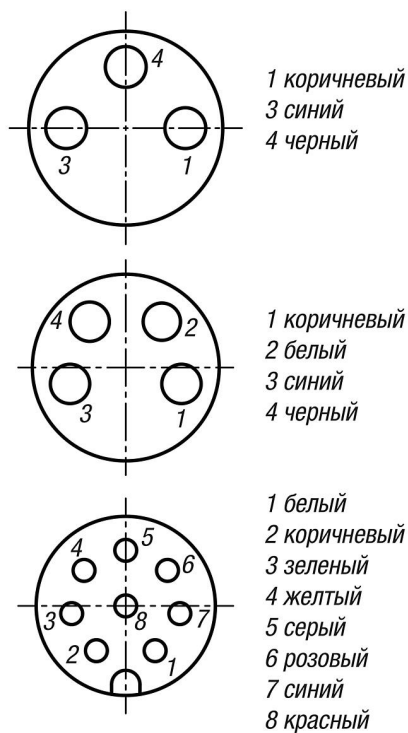 4
3
1
1 коричневый
3 синий
4 черный
4
2
3
1
1 коричневый
2 белый
3 синий
4 черный
5
4
6
3
8
7
2
1
1 белый
2 коричневый
3 зеленый
4 желтый
5 серый
6 розовый
7 синий
8 красный